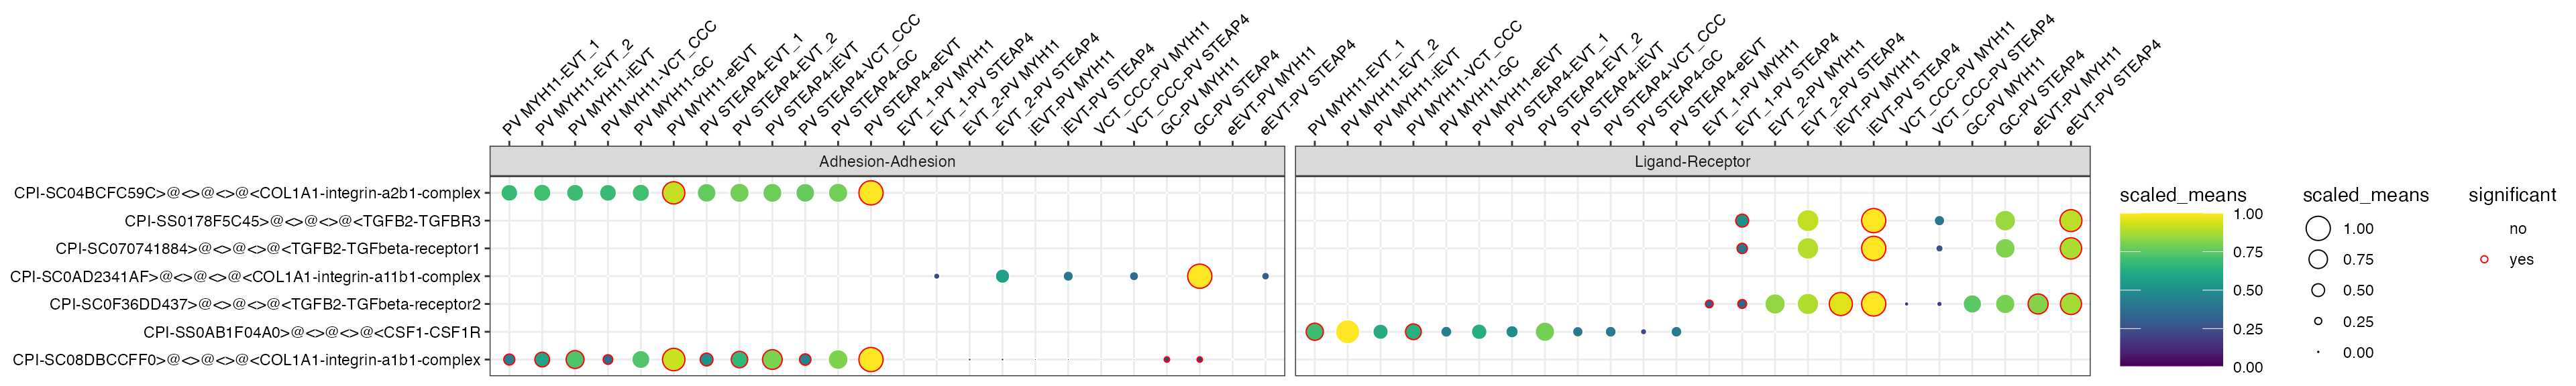 PV MYH11-EVT_1
PV MYH11-EVT_2
PV MYH11-iEVT
PV MYH11-VCT_CCC
PV MYH11-GC
PV MYH11-eEVT
PV STEAP4-EVT_1
PV STEAP4-EVT_2
PV STEAP4-iEVT
PV STEAP4-VCT_CCC
PV STEAP4-GC
PV STEAP4-eEVT
EVT_1-PV MYH11
EVT_1-PV STEAP4
EVT_2-PV MYH11
EVT_2-PV STEAP4
iEVT-PV MYH11
iEVT-PV STEAP4
VCT_CCC-PV MYH11
VCT_CCC-PV STEAP4
GC-PV MYH11
GC-PV STEAP4
eEVT-PV MYH11
eEVT-PV STEAP4
PV MYH11-EVT_1
PV MYH11-EVT_2
PV MYH11-iEVT
PV MYH11-VCT_CCC
PV MYH11-GC
PV MYH11-eEVT
PV STEAP4-EVT_1
PV STEAP4-EVT_2
PV STEAP4-iEVT
PV STEAP4-VCT_CCC
PV STEAP4-GC
PV STEAP4-eEVT
EVT_1-PV MYH11
EVT_1-PV STEAP4
EVT_2-PV MYH11
EVT_2-PV STEAP4
iEVT-PV MYH11
iEVT-PV STEAP4
VCT_CCC-PV MYH11
VCT_CCC-PV STEAP4
GC-PV MYH11
GC-PV STEAP4
eEVT-PV MYH11
eEVT-PV STEAP4
Adhesion-Adhesion
Ligand-Receptor
CPI-SC04BCFC59C>@<>@<>@<COL1A1-integrin-a2b1-complex
CPI-SS0178F5C45>@<>@<>@<TGFB2-TGFBR3
CPI-SC070741884>@<>@<>@<TGFB2-TGFbeta-receptor1
CPI-SC0AD2341AF>@<>@<>@<COL1A1-integrin-a11b1-complex
CPI-SC0F36DD437>@<>@<>@<TGFB2-TGFbeta-receptor2
CPI-SS0AB1F04A0>@<>@<>@<CSF1-CSF1R
CPI-SC08DBCCFF0>@<>@<>@<COL1A1-integrin-a1b1-complex
scaled_means
1.00
0.75
0.50
0.25
0.00
scaled_means
1.00
0.75
0.50
0.25
0.00
significant
no
yes